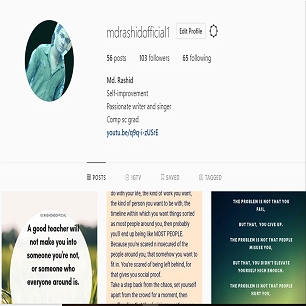 mdrashidofficial1 Edit Profile
56 posts 103 followers 65 following
Md. Rashid
Self-improvement
Passionate writer and singer
Comp sc grad
POSTS IGTV SAVED TAGGED
A good teacher will
not make you into
someone you're not,
or someone who
everyone around is.
do with your life, the kind of work you want,
the kind of person you want to be with, the
timeline within which you want things sorted
as most people around you, then probably
you'll end up being like MOST PEOPLE.
Because you're scared in insecured of the
people around you, that somehow you want to
fit in. You're scared of being left behind, for
that gives you social proof.
Take a step back from the chaos, set yourself
apart from the crowd for a moment, then
THE PROBLEM IS NOT THAT YOU
FAIL,
BUT THAT, YOU GIVE UP.
THE PROBLEM IS NOT THAT PEOPLE
MISUSE YOU,
BUT THAT, YOU DIDN'T ELEVATE
YOURSELF HIGH ENOUGH.
THE PROBLEM IS NOT THAT PEOPLE
HURT YOU,